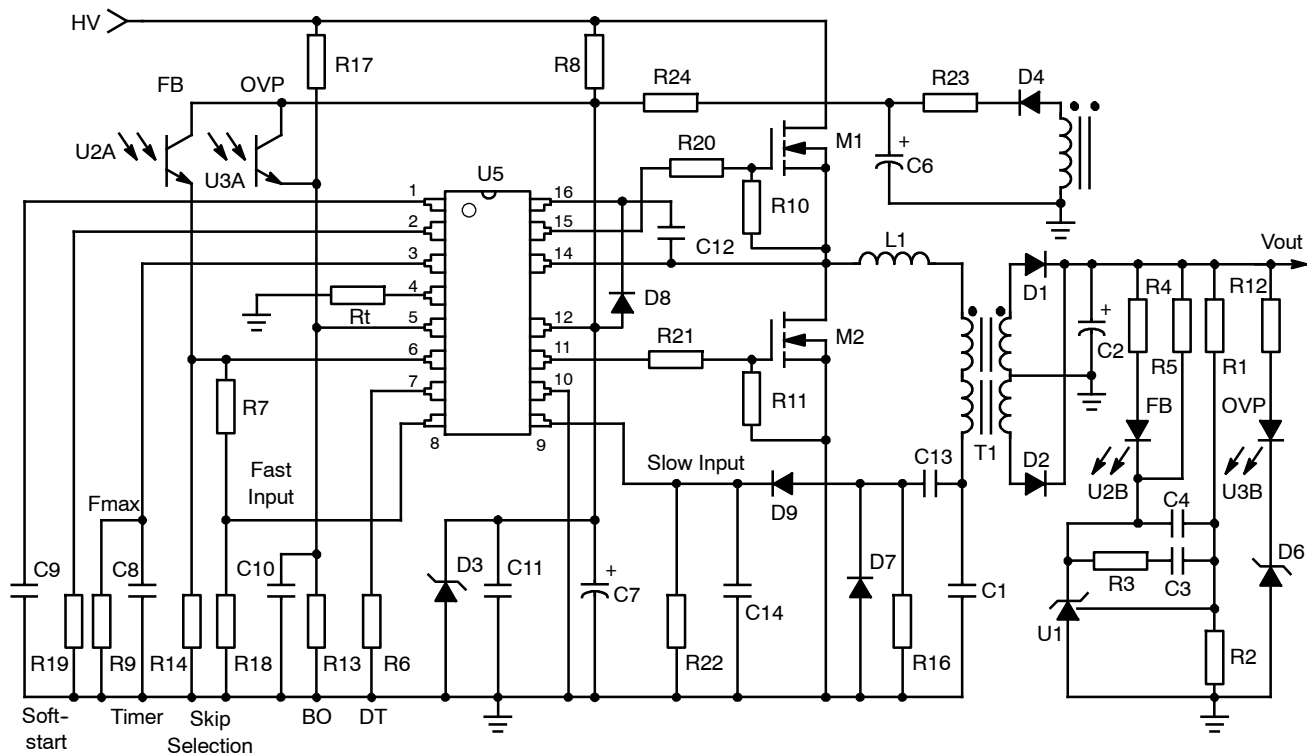 HV
R17
R8
FB
OVP
R24
R23
D4
U2A
U3A
R20
M1
C6
U5
R10
1
2
3
4
5
6
7
8
16
15
14
12
11
10
9
C12
L1
Vout
Rt
D8
R21
M2
D1
C2
R4
R5
R1
R12
R7
R11
T1
FB
OVP
Fast
Input
Slow Input
C13
D2
U2B
U3B
Fmax
D9
C4
C9
C8
C10
D3
C11
C7
C14
D7
C1
R3
C3
D6
U1
R19
R9
R14
R18
R13
R6
R22
R16
R2
Soft-
start
Timer
Skip
Selection
BO
DT
+
+
+